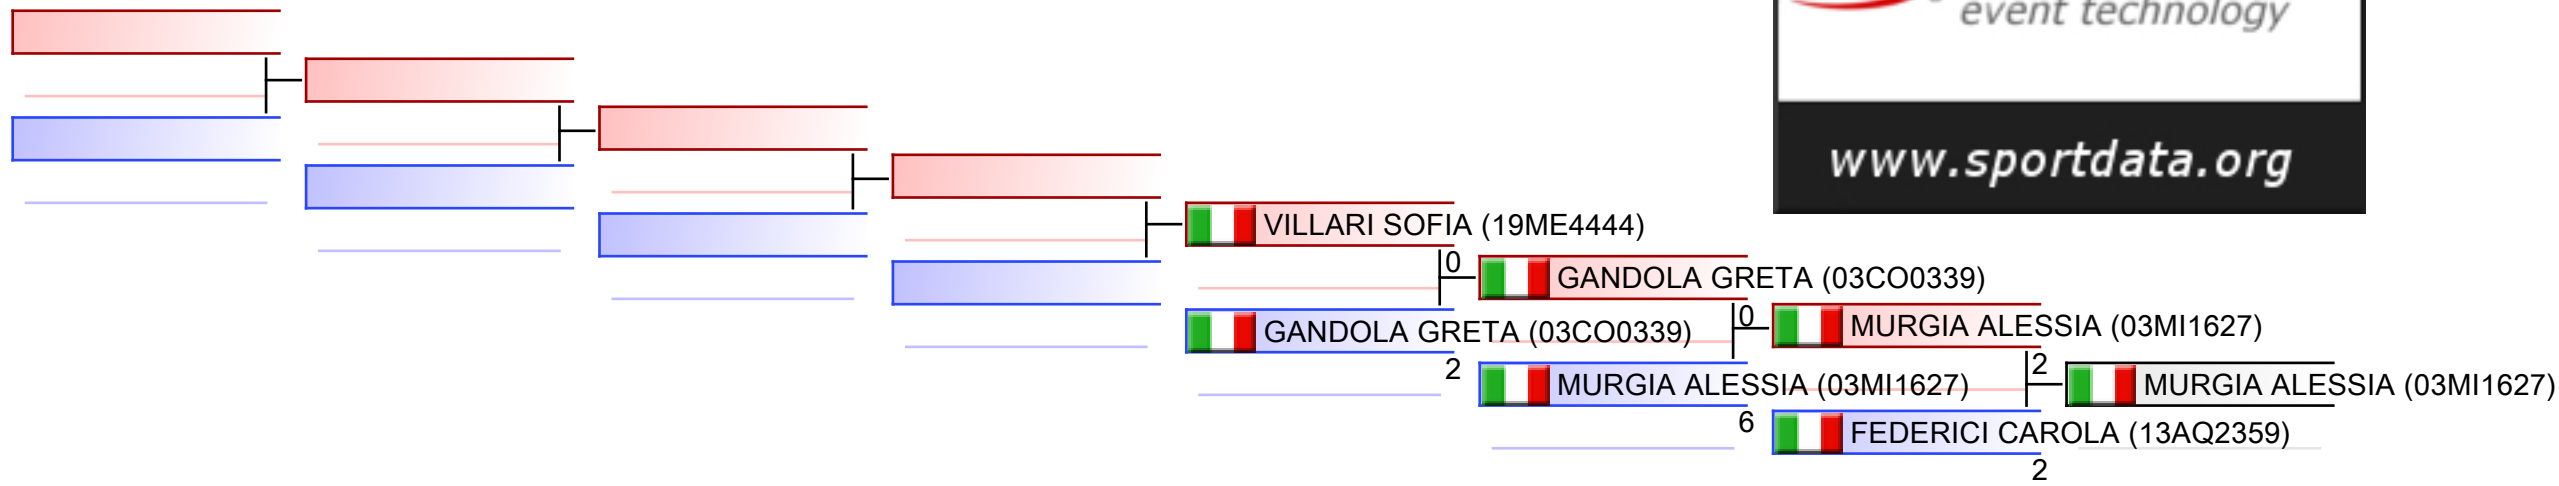 event technology
www.sportdata.org
VILLARI SOFIA (19ME4444)
0
GANDOLA GRETA (03CO0339)
GANDOLA GRETA (03CO0339)
2
0
MURGIA ALESSIA (03MI1627)
MURGIA ALESSIA (03MI1627)
6
2
MURGIA ALESSIA (03MI1627)
FEDERICI CAROLA (13AQ2359)
2